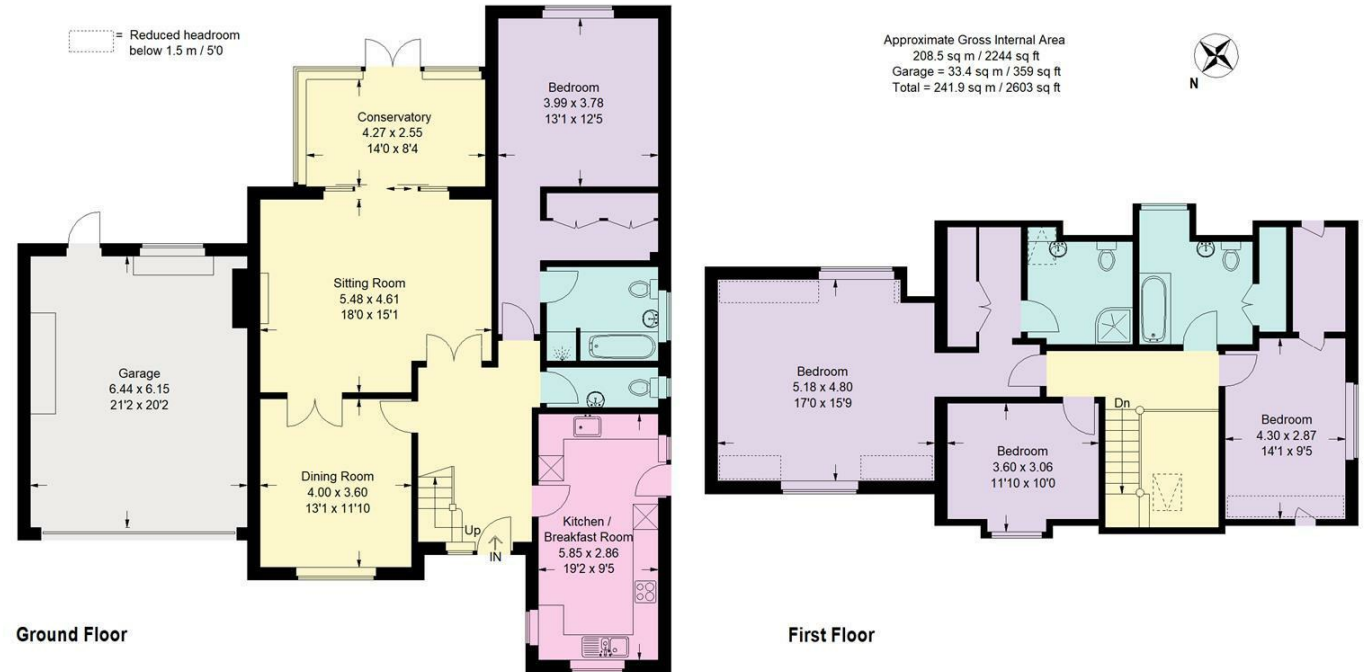 = Reduced headroom
below 1.5 m / 5'0
Approximate Gross Internal Area
208.5 sq m / 2244 sq ft
Garage = 33.4 sq m / 359 sq ft
Total = 241.9 sq m / 2603 sq ft
N
Bedroom
3.99 x 3.78
13'1 x 12'5
Conservatory
4.27 x 2.55
14'0 x 8'4
Sitting Room
5.48 x 4.61
18'0 x 15'1
Garage
6.44 x 6.15
21'2 x 20'2
Dining Room
4.00 x 3.60
13'1 x 11'10
Up
IN
Kitchen /
Breakfast Room
5.85 x 2.86
19'2 x 9'5
Ground Floor
Bedroom
5.18 x 4.80
17'0 x 15'9
Bedroom
3.60 x 3.06
11'10 x 10'0
Dn
Bedroom
4.30 x 2.87
14'1 x 9'5
First Floor